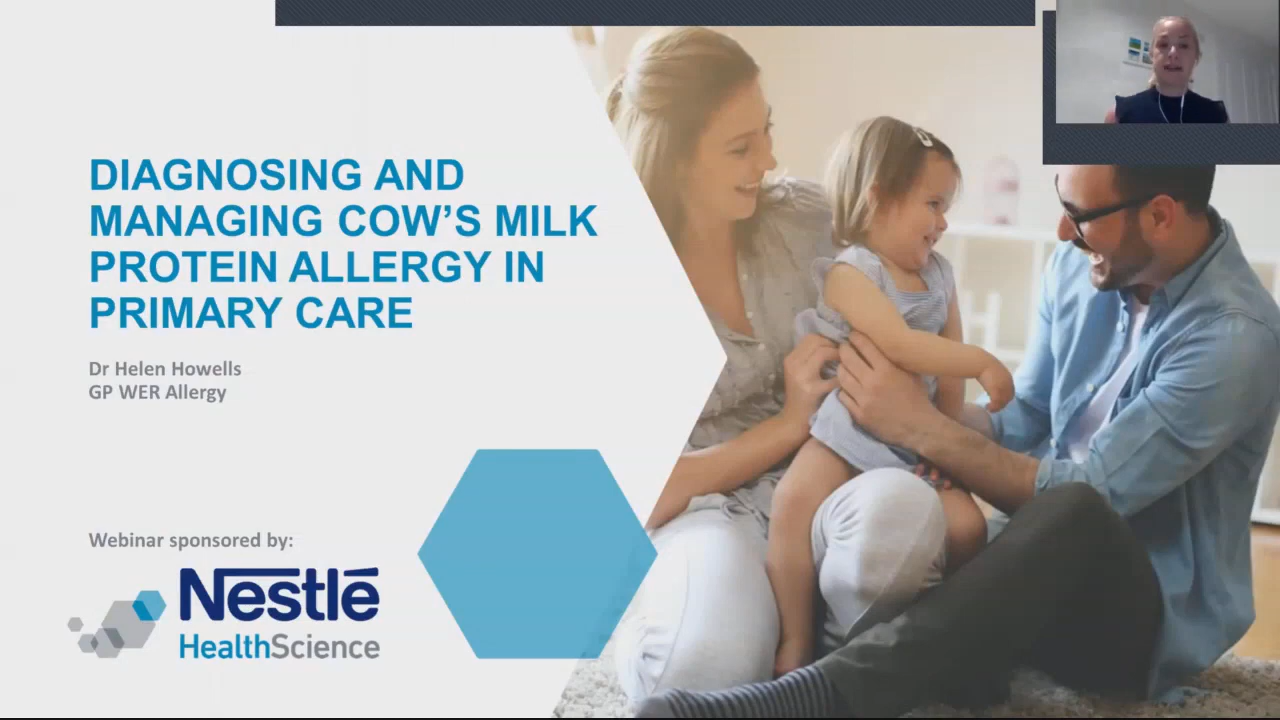 DIAGNOSING AND
MANAGING COW'S MILK
PROTEIN ALLERGY IN
PRIMARY CARE
Dr Helen Howells
GP WER Allergy
Webinar sponsored by:
Nestlé
HealthScience